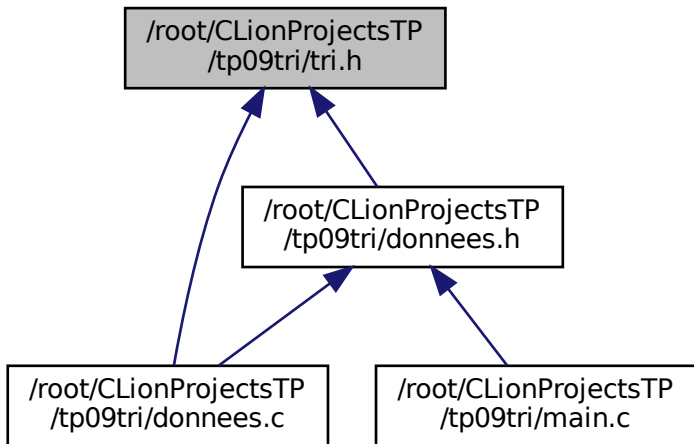 /root/CLionProjectsTP
/tp09tri/tri.h
/root/CLionProjectsTP
/tp09tri/donnees.h
/root/CLionProjectsTP
/tp09tri/donnees.c
/root/CLionProjectsTP
/tp09tri/main.c